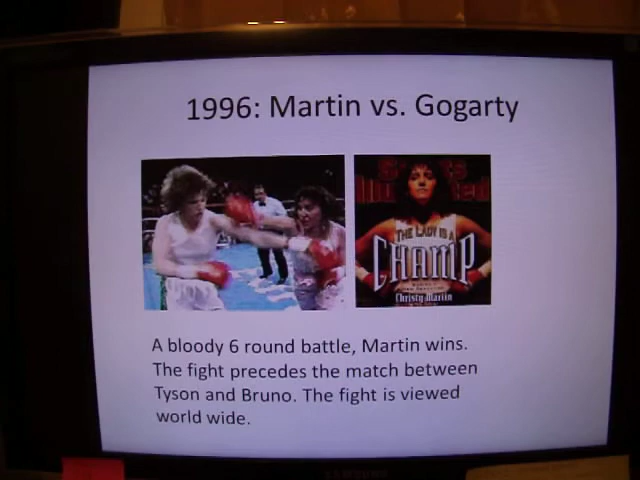 1996: Martin vs. Gogarty
THE LADY IS A
CHAMP
Christy Martin
A bloody 6 round battle, Martin wins.
The fight precedes the match between
Tyson and Bruno. The fight is viewed
world wide.